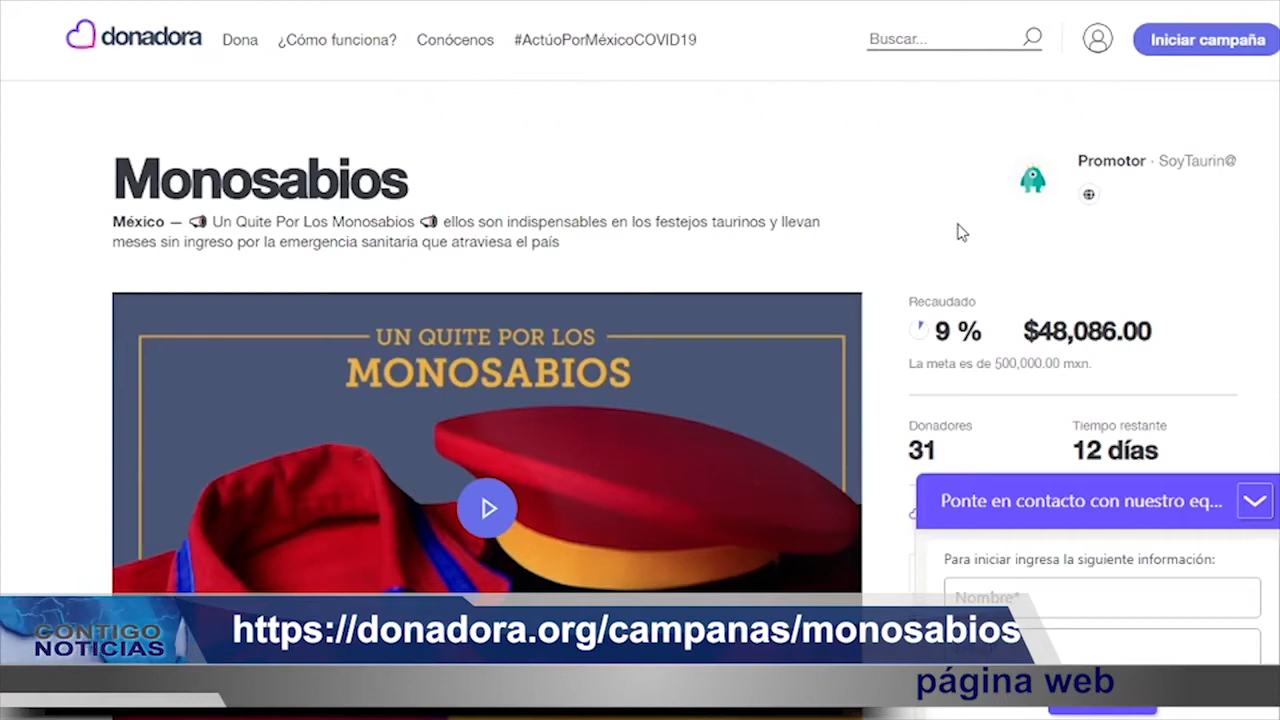 donadora
Dona
¿Cómo funciona?
Conócenos
#ActúoPorMéxicoCOVID19
Buscar...
Iniciar campaña
Monosabios
México — Un Quite Por Los Monosabios ellos son indispensables en los festejos taurinos y llevan
meses sin ingreso por la emergencia sanitaria que atraviesa el país
Promotor · SoyTaurin@
UN QUITE POR LOS
MONOSABIOS
Recaudado
9 % $48,086.00
La meta es de 500,000.00 mxn.
Donadores
31
Tiempo restante
12 días
Ponte en contacto con nuestro eq...
Para iniciar ingresa la siguiente información:
Nombre*
CONTIGO
NOTICIAS
https://donadora.org/campanas/monosabios
página web